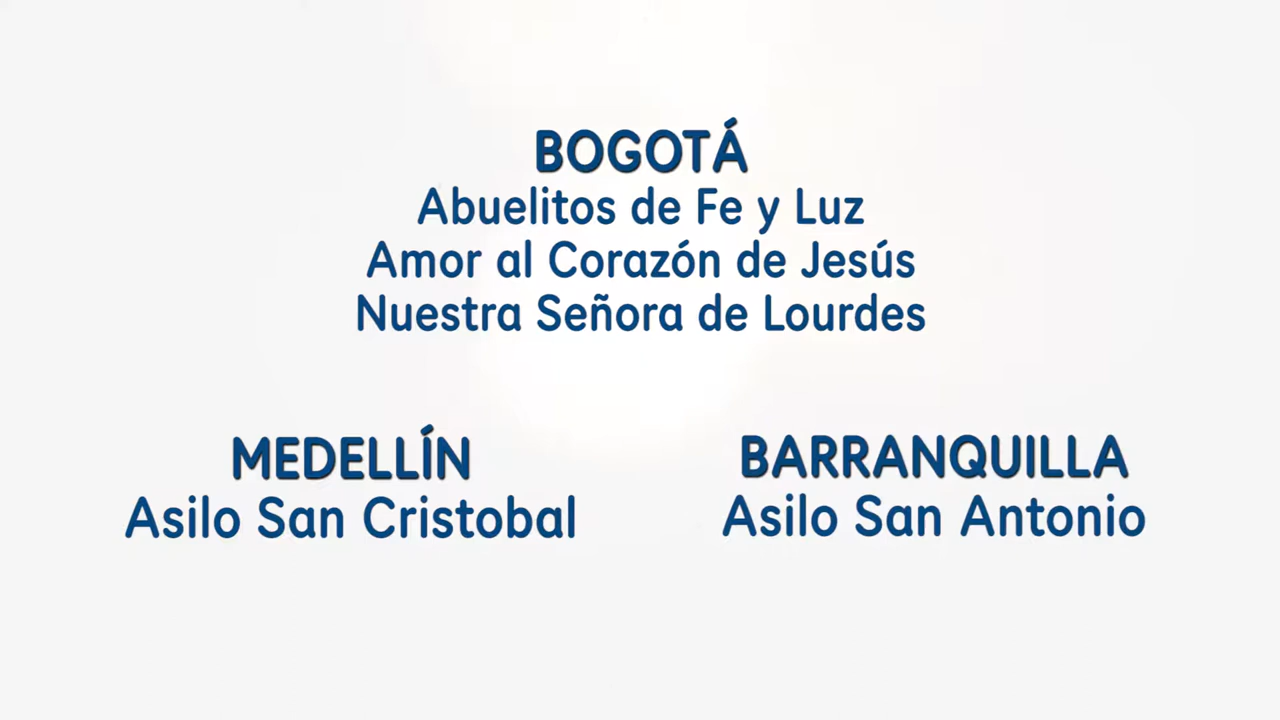 BOGOTÁ
Abuelitos de Fe y Luz
Amor al Corazón de Jesús
Nuestra Señora de Lourdes
MEDELLÍN
Asilo San Cristobal
BARRANQUILLA
Asilo San Antonio